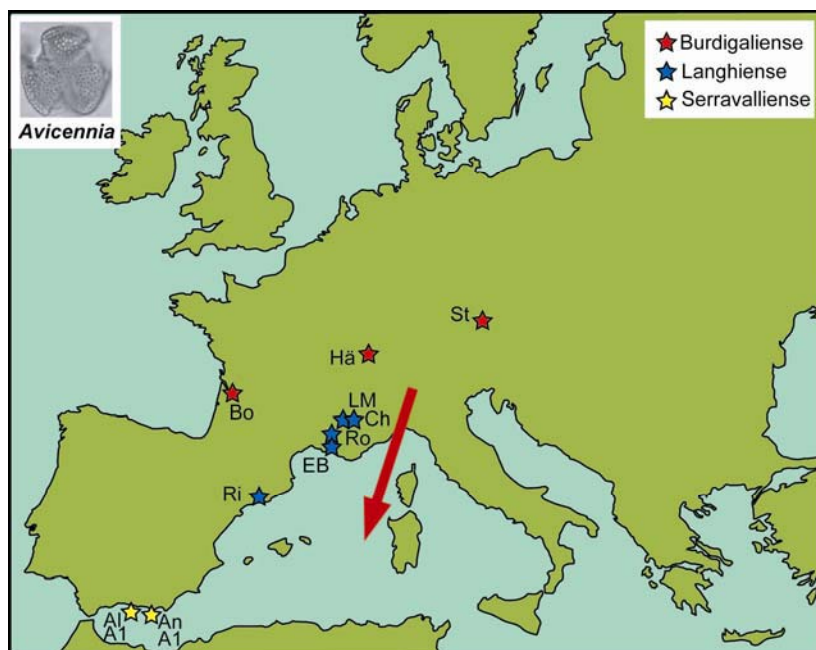 Avicennia
Burdigaliense
Langhiense
Serravalliense
St
Hä
Bo
LM
Ch
Ro
EB
Ri
Al
A1
An
A1